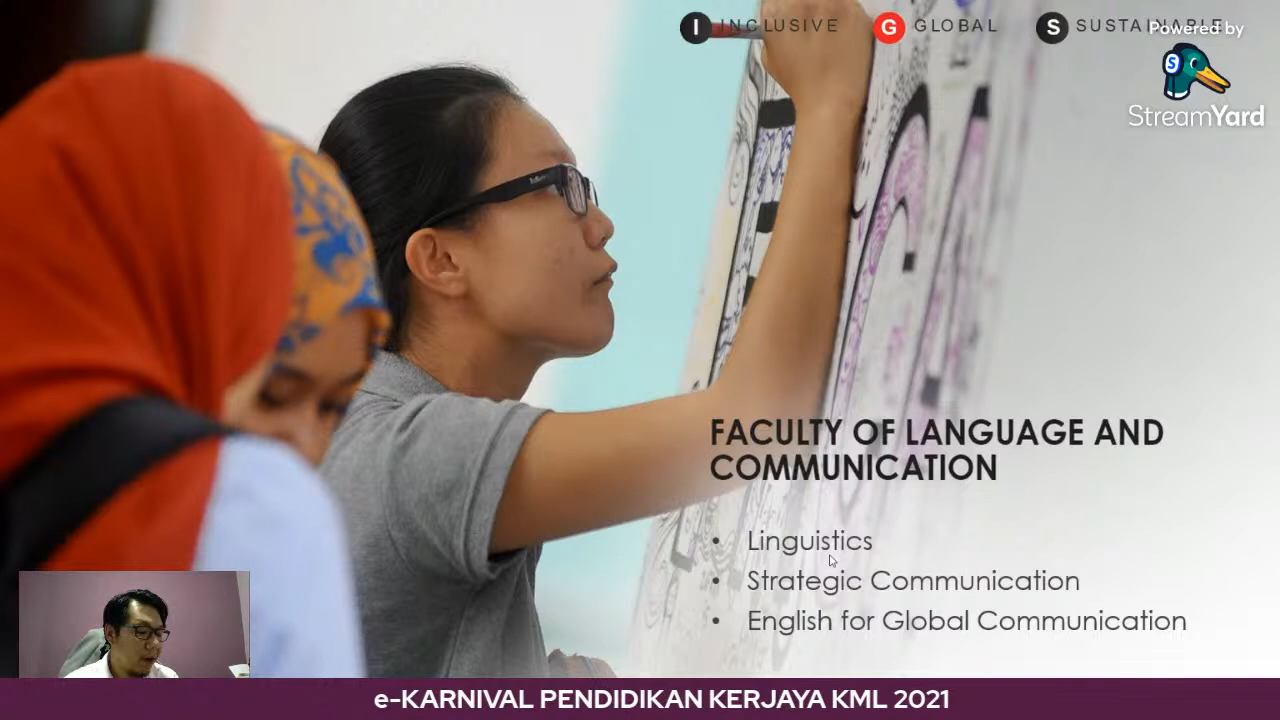 I INCLUSIVE G GLOBAL S SUSTAINABLE
Powered by
S
StreamYard
FACULTY OF LANGUAGE AND
COMMUNICATION
• Linguistics
• Strategic Communication
• English for Global Communication
e-KARNIVAL PENDIDIKAN KERJAYA KML 2021